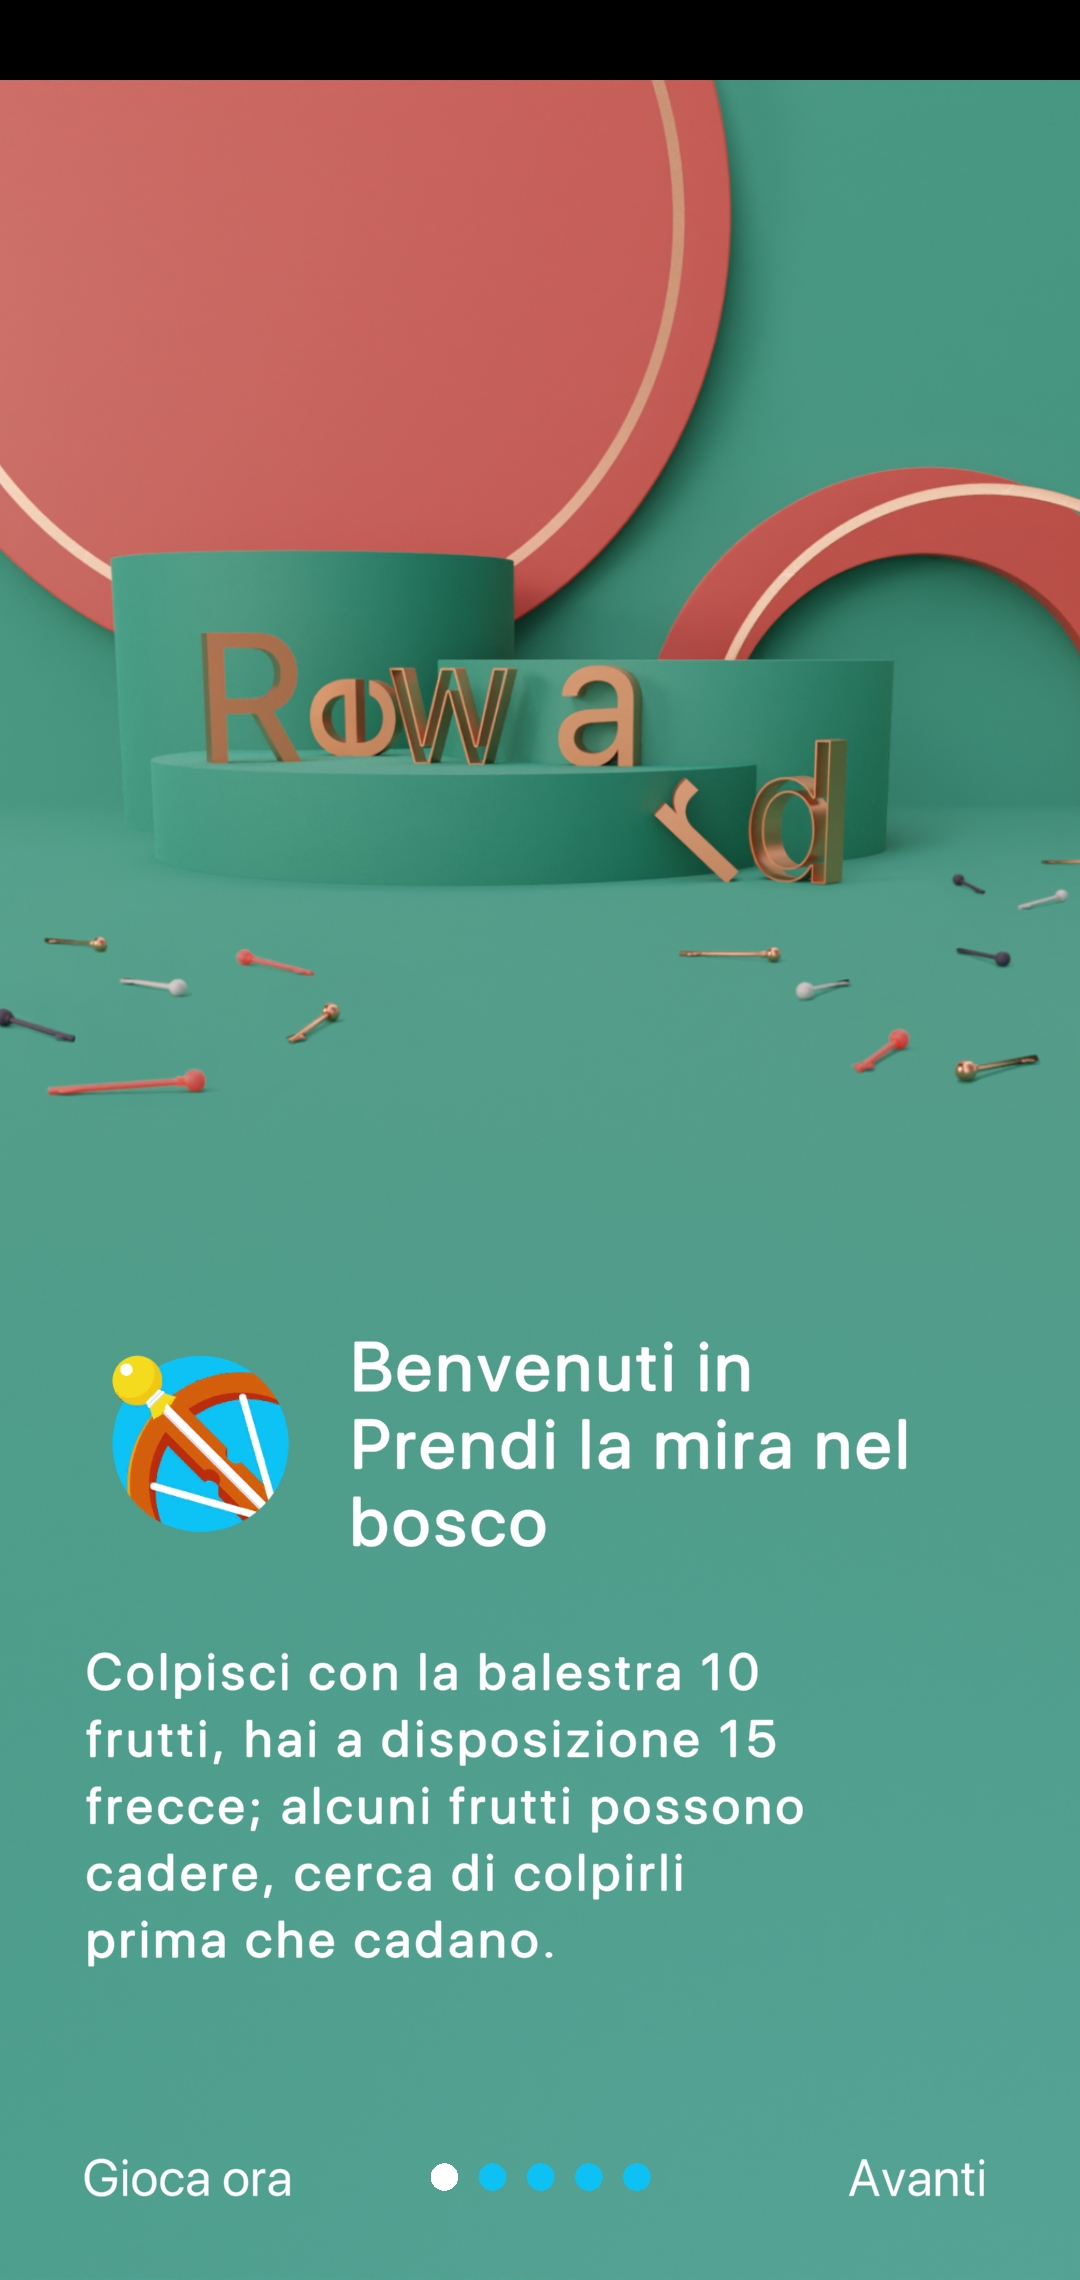 Reward
Benvenuti in
Prendi la mira nel
bosco
Colpisci con la balestra 10
frutti, hai a disposizione 15
frecce; alcuni frutti possono
cadere, cerca di colpirli
prima che cadano.
Gioca ora
Avanti